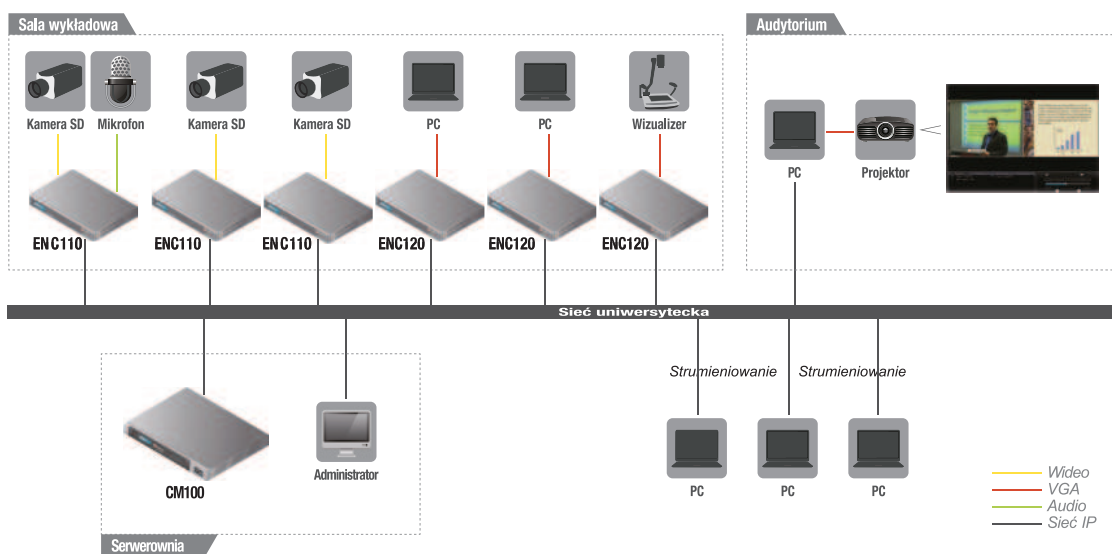 Sala wykładowa
Audytorium
Kamera SD
Mikrofon
Kamera SD
Kamera SD
PC
PC
Wizualizer
PC
Projektor
ENC110
ENC110
ENC110
ENC120
ENC120
ENC120
Sieć uniwersytecka
Strumieniowanie
Strumieniowanie
CM100
Administrator
PC
PC
PC
Wideo
VGA
Audio
Sieć IP
Serwerownia